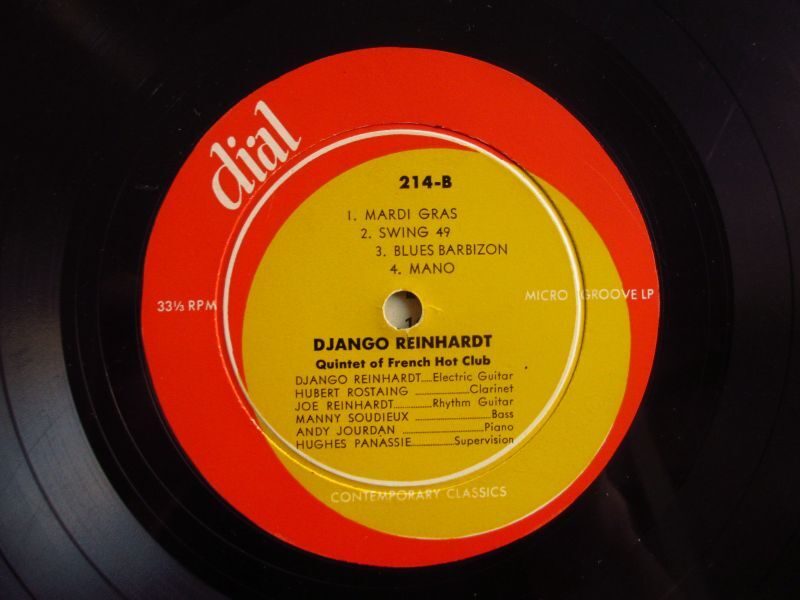 dial
214-B
1. MARDI GRAS
2. SWING 49
3. BLUES BARBIZON
4. MANO
33⅓ RPM
MICRO GROOVE LP
DJANGO REINHARDT
Quintet of French Hot Club
DJANGO REINHARDT.....Electric Guitar
HUBERT ROSTAING ..............Clarinet
JOE REINHARDT................Rhythm Guitar
MANNY SOUDIEUX ....................Bass
ANDY JOURDAN ....................Piano
HUGHES PANASSIE...........Supervision
CONTEMPORARY CLASSICS